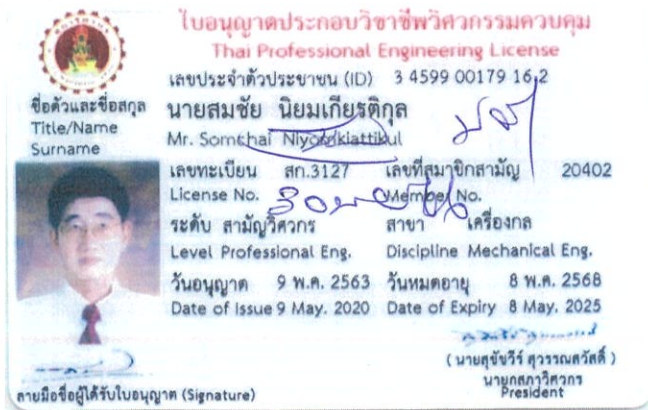 ใบอนุญาตประกอบวิชาชีพวิศวกรรมควบคุม
Thai Professional Engineering License
เลขประจำตัวประชาชน (ID) 3 4599 00179 16 2
ชื่อตัวและชื่อสกุล นายสมชัย นิยมเกียรติกุล
Title/Name Mr. Somchai Niyomkiattikul
Surname
เลขทะเบียน สก.3127 เลขที่สมาชิกสามัญ 20402
License No. Member No.
ระดับ สามัญวิศวกร สาขา เครื่องกล
Level Professional Eng. Discipline Mechanical Eng.
วันอนุญาต 9 พ.ค. 2563 วันหมดอายุ 8 พ.ค. 2568
Date of Issue 9 May. 2020 Date of Expiry 8 May. 2025
( นายสุชัชวีร์ สุวรรณสวัสดิ์ )
นายกสภาวิศวกร
President
ลายมือชื่อผู้ได้รับใบอนุญาต (Signature)